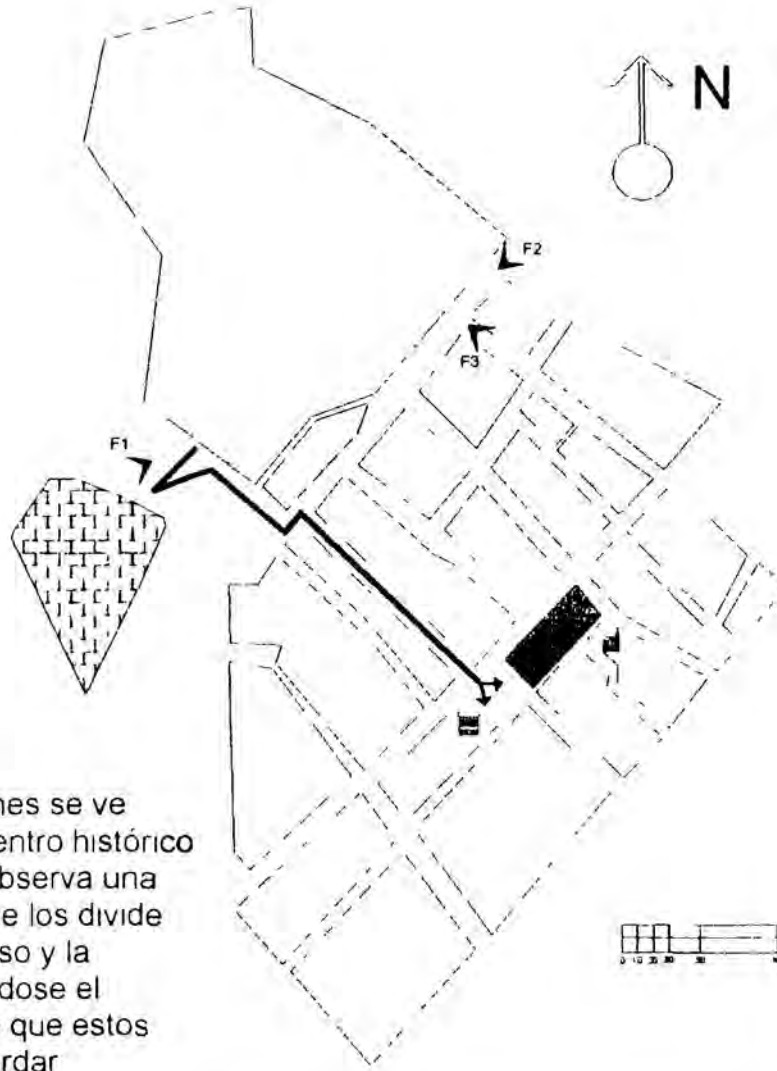 N
F2
F3
F1
nes se ve
entro histórico
bserva una
e los divide
so y la
dose el
que estos
rdar